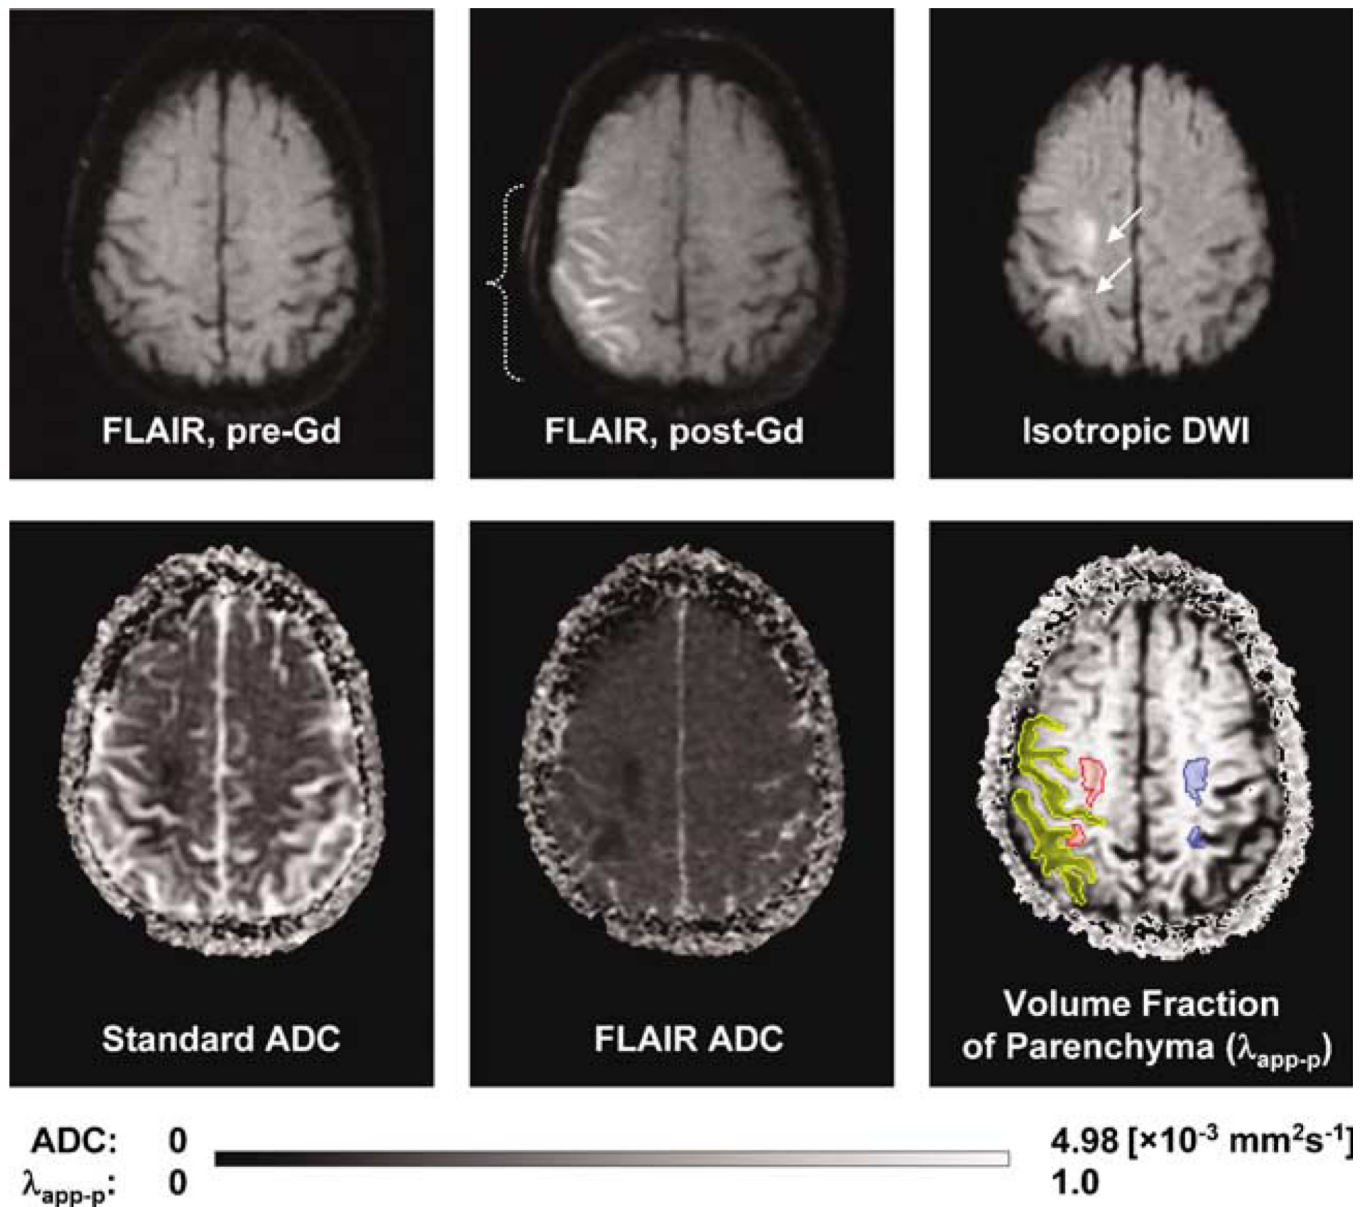 FLAIR, pre-Gd
FLAIR, post-Gd
Isotropic DWI
Standard ADC
FLAIR ADC
Volume Fraction
of Parenchyma (λapp-p)
ADC: 0 4.98 [×10⁻³ mm²s⁻¹]
λapp-p: 0 1.0